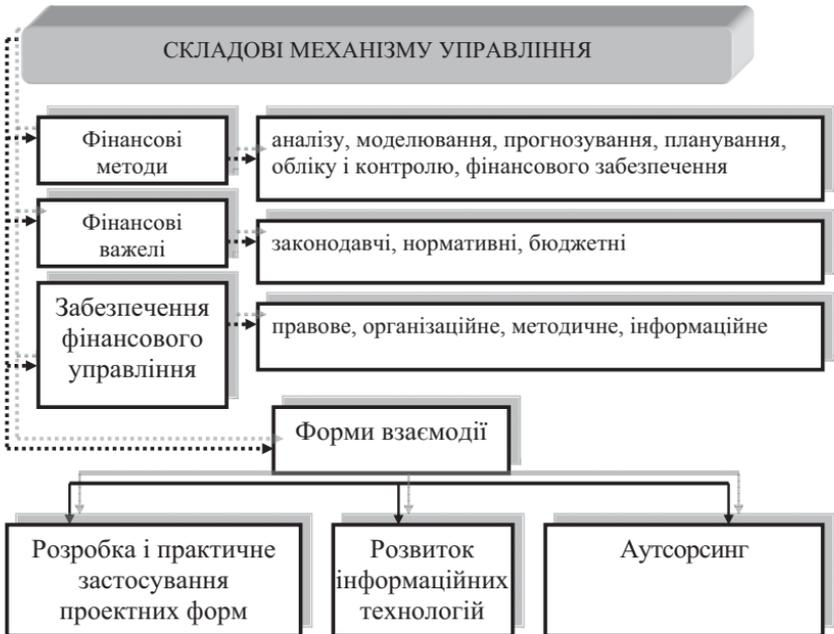 СКЛАДОВІ МЕХАНІЗМУ УПРАВЛІННЯ
Фінансові
методи
аналізу, моделювання, прогнозування, планування,
обліку і контролю, фінансового забезпечення
Фінансові
важелі
законодавчі, нормативні, бюджетні
Забезпечення
фінансового
управління
правове, організаційне, методичне, інформаційне
Форми взаємодії
Розробка і практичне
застосування
проектних форм
Розвиток
інформаційних
технологій
Аутсорсинг